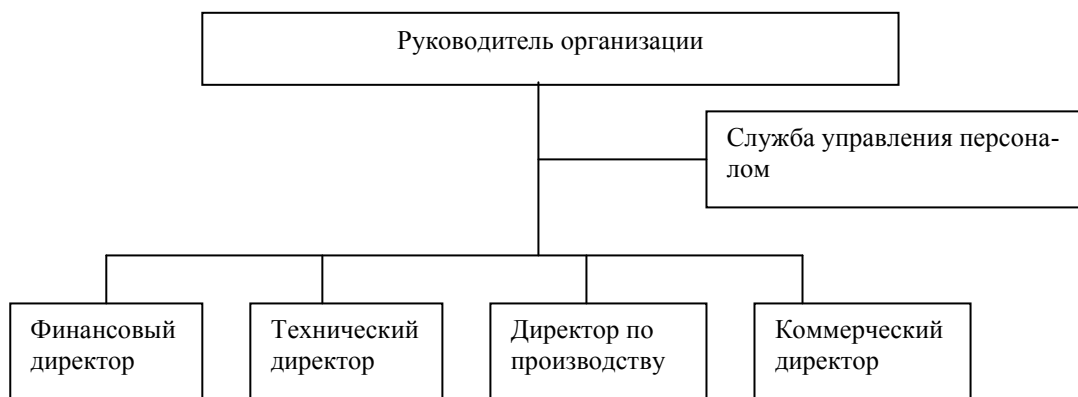 Руководитель организации
Служба управления персона-
лом
Финансовый
директор
Технический
директор
Директор по
производству
Коммерческий
директор